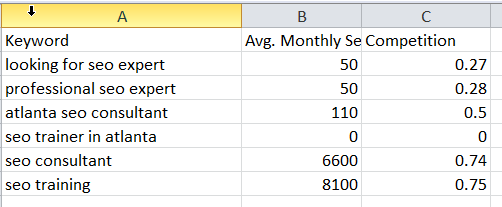 A B C
Keyword Avg. Monthly Se Competition
looking for seo expert 50 0.27
professional seo expert 50 0.28
atlanta seo consultant 110 0.5
seo trainer in atlanta 0 0
seo consultant 6600 0.74
seo training 8100 0.75